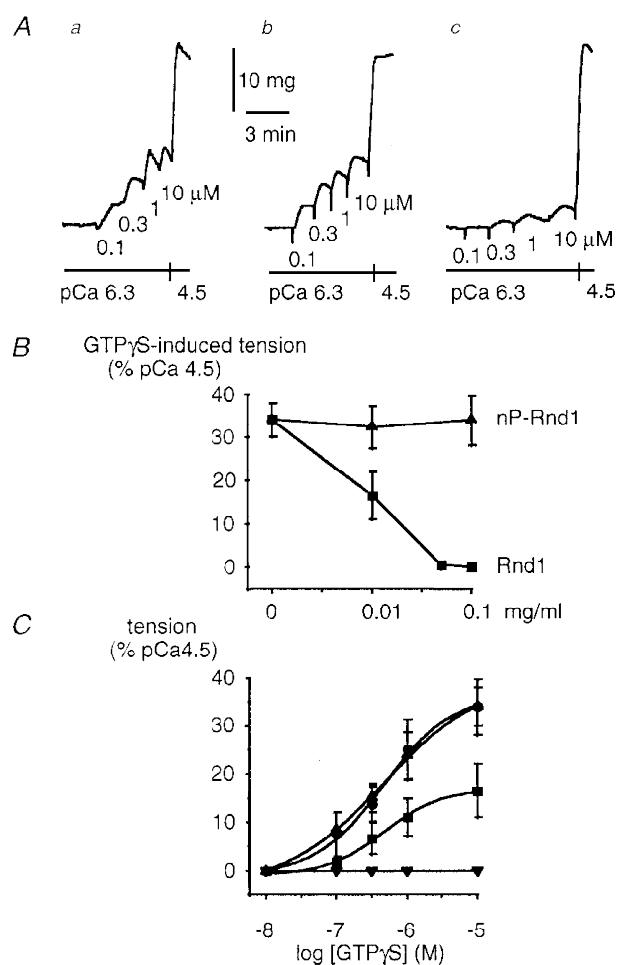 A
a
b
c
10 mg
3 min
0.1
0.3
1
10 μM
0.1
0.3
1
10 μM
0.1
0.3
1
10 μM
pCa 6.3
4.5
pCa 6.3
4.5
pCa 6.3
4.5
B
GTPγS-induced tension
(% pCa 4.5)
40
30
20
10
0
nP-Rnd1
Rnd1
0
0.01
0.1
mg/ml
C
tension
(% pCa4.5)
40
30
20
10
0
-8
-7
-6
-5
log [GTPγS] (M)